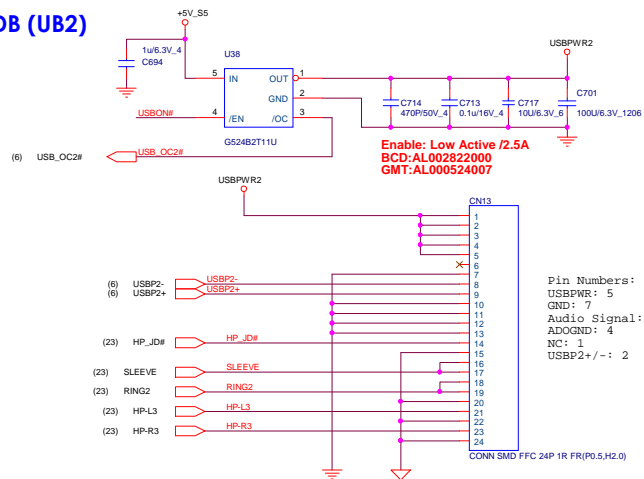 DB (UB2)
+5V_S5
1u/6.3V_4
C694
U38
5
IN
OUT
1
GND
2
4
/EN
/OC
3
G524B2T11U
USBON#
(6)
USB_OC2#
USB_OC2#
USBPWR2
C714
470P/50V_4
C713
0.1u/16V_4
C717
10U/6.3V_6
C701
100U/6.3V_1206
Enable: Low Active /2.5A
BCD:AL002822000
GMT:AL000524007
USBPWR2
CN13
1
2
3
4
5
6
7
8
9
10
11
12
13
14
15
16
17
18
19
20
21
22
23
24
(6) USBP2- USBP2-
(6) USBP2+ USBP2+
(23) HP_JD# HP_JD#
(23) SLEEVE SLEEVE
(23) RING2 RING2
(23) HP-L3 HP-L3
(23) HP-R3 HP-R3
Pin Numbers:
USBPWR: 5
GND: 7
Audio Signal:
ADOGND: 4
NC: 1
USBP2+/-: 2
CONN SMD FFC 24P 1R FR(P0.5,H2.0)